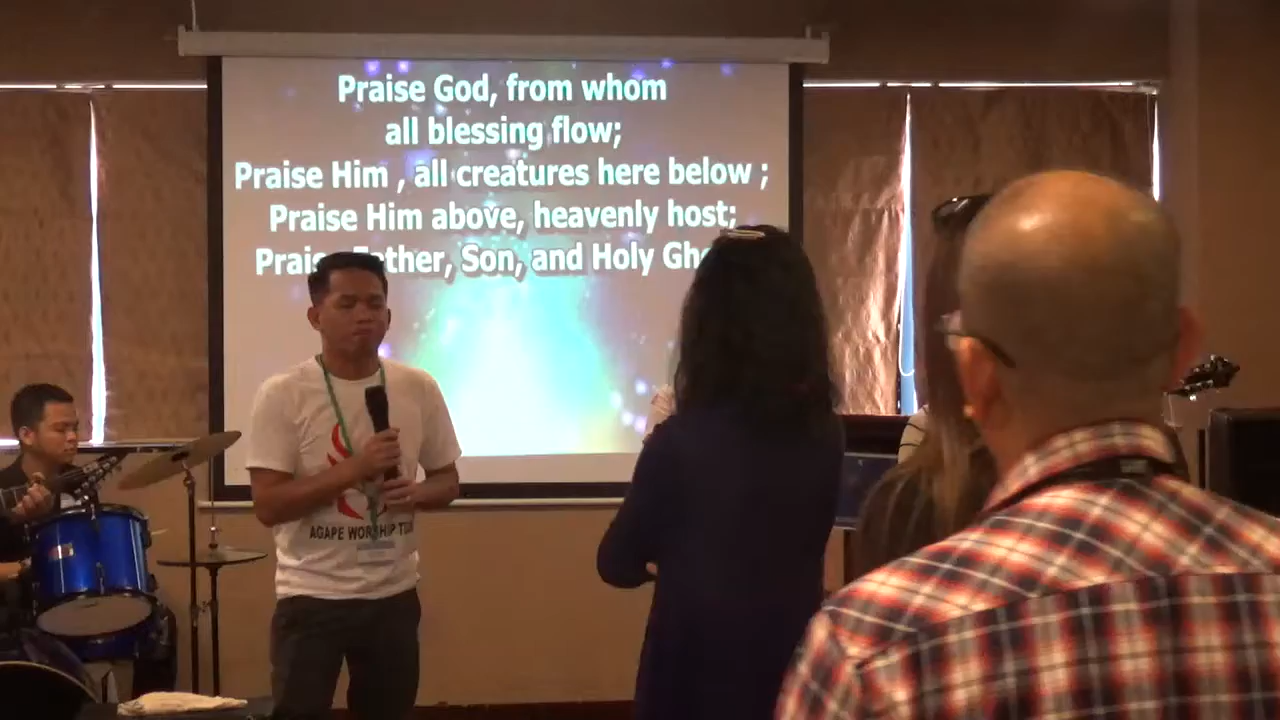 Praise God, from whom
all blessing flow;
Praise Him , all creatures here below ;
Praise Him above, heavenly host;
Son, and Holy
AGAPE WORSHIP